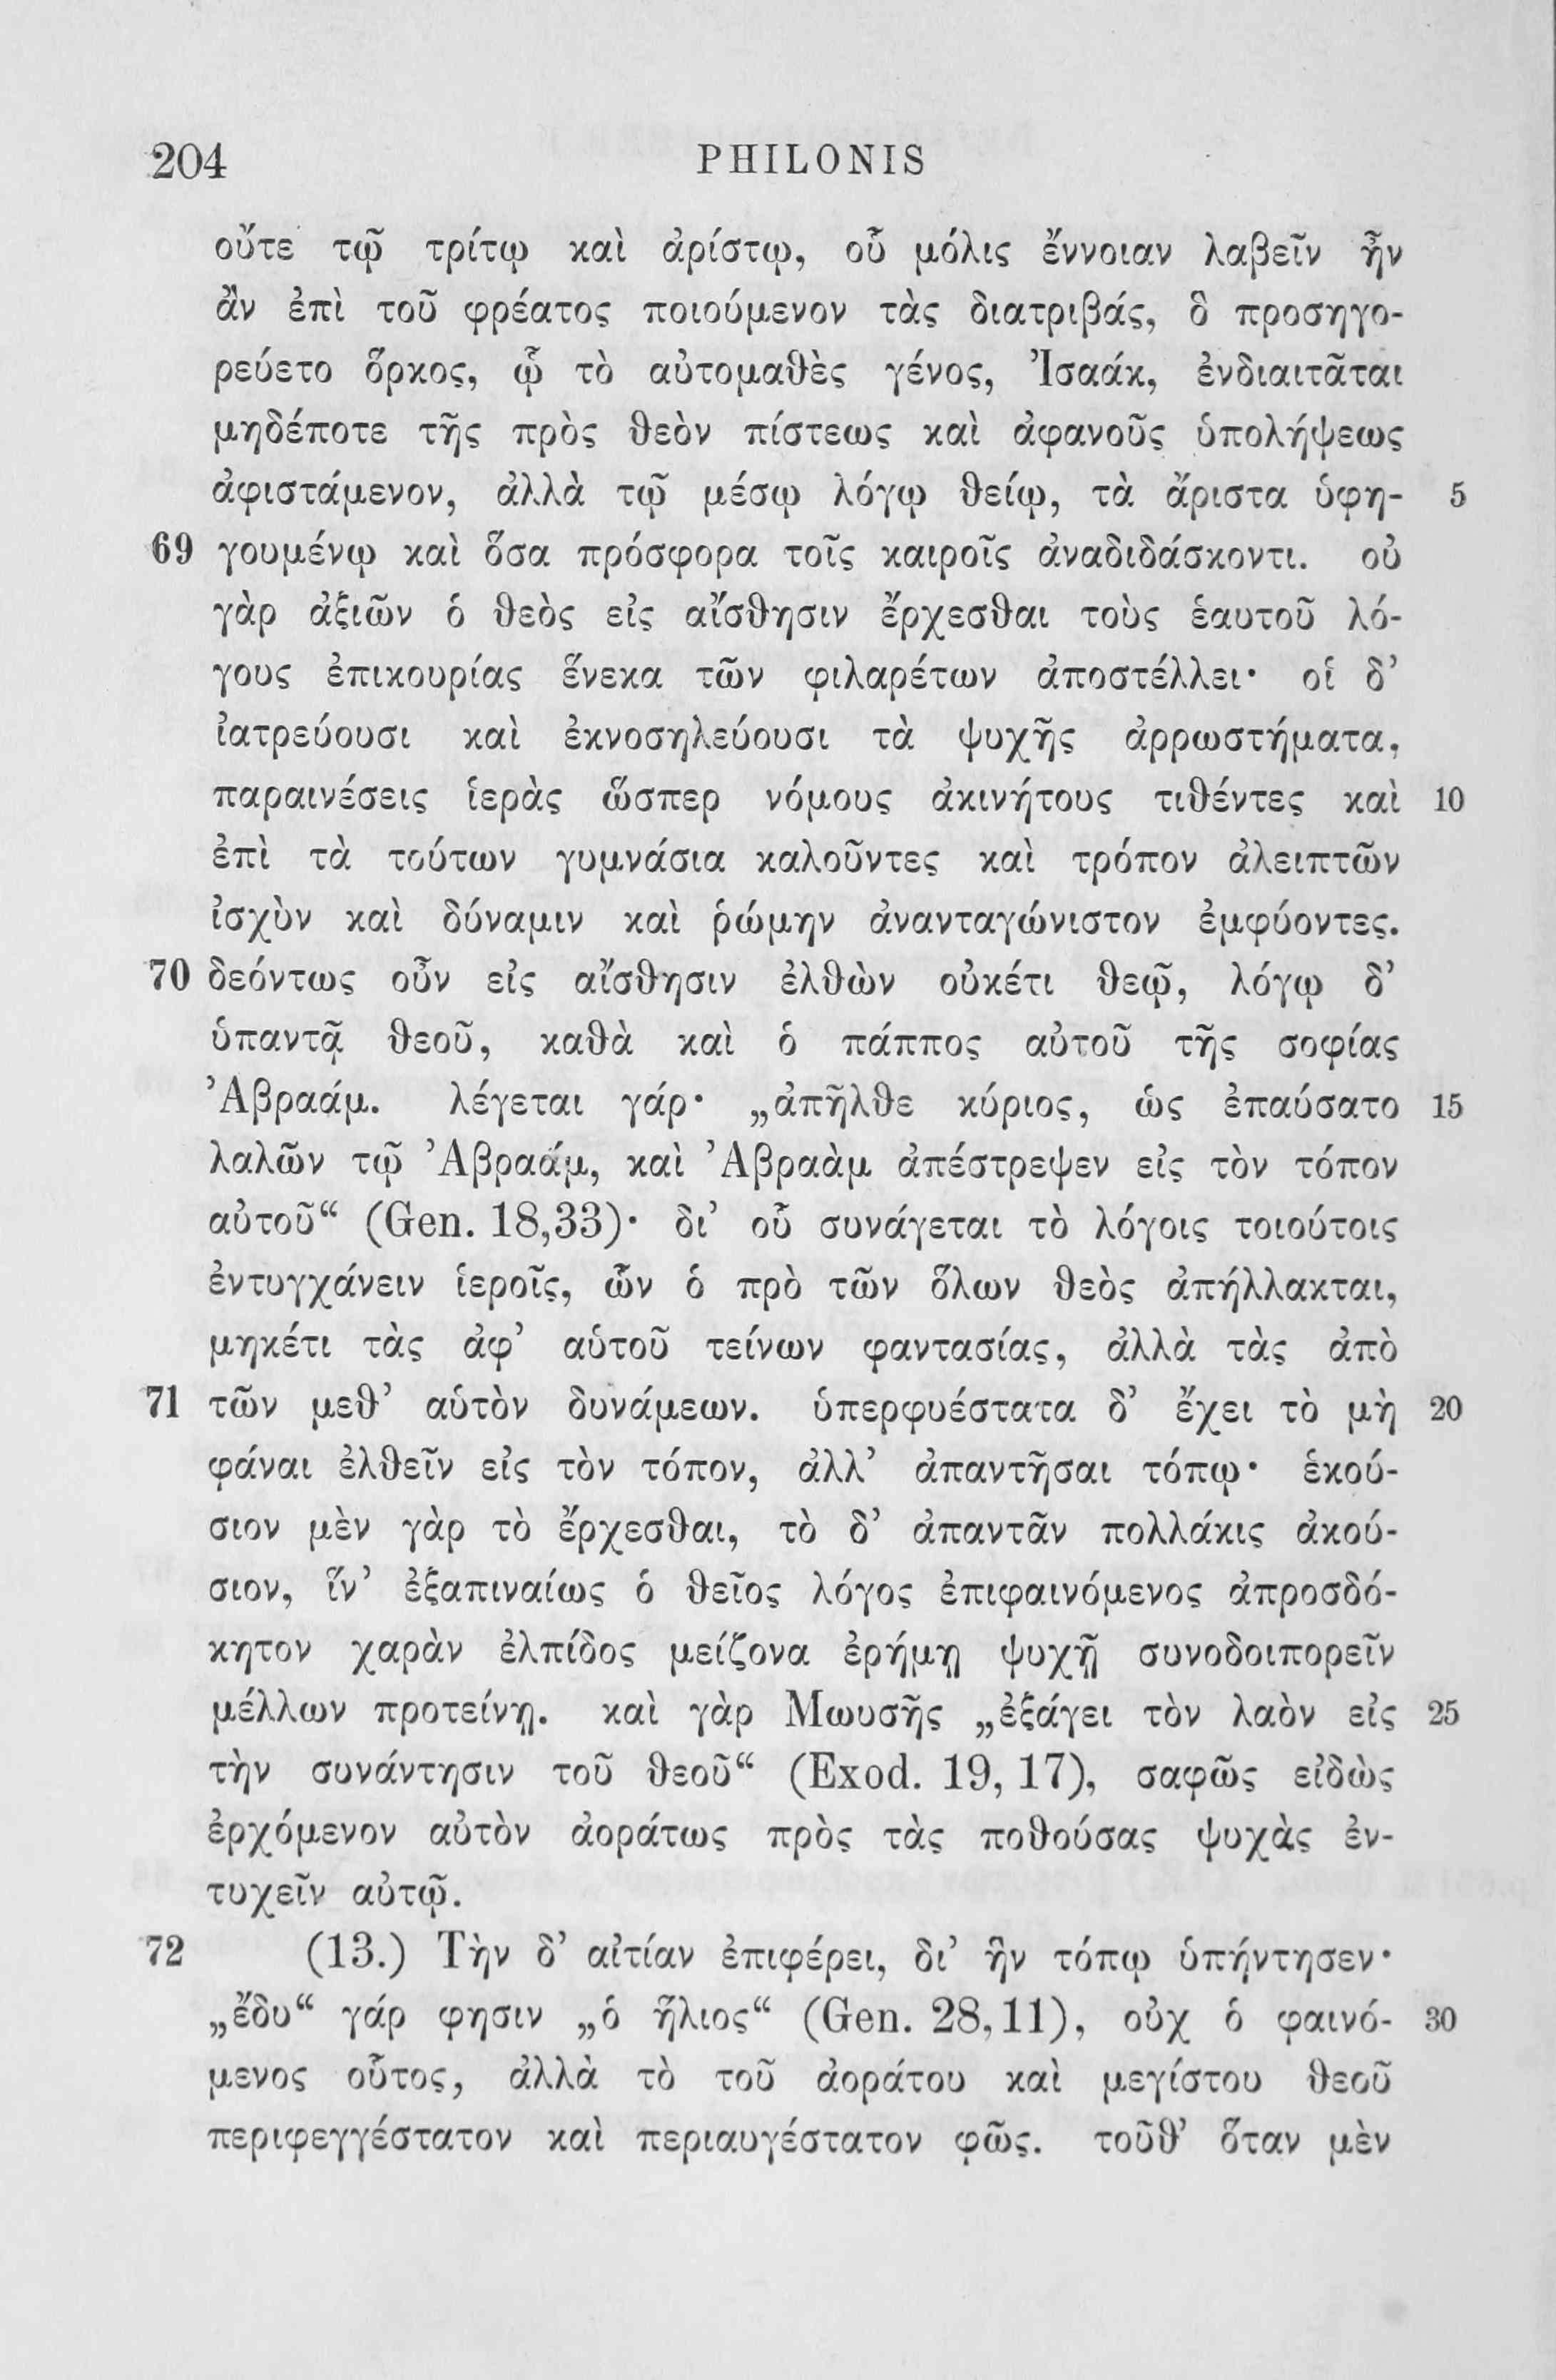 204 PHILONIS
οὔτε τῷ τρίτῳ καὶ ἀρίστῳ, οὗ μόλις ἔννοιαν λαβεῖν ἦν
ἂν ἐπὶ τοῦ φρέατος ποιούμενον τὰς διατριβάς, ὃ προσηγο-
ρεύετο ὅρκος, ᾧ τὸ αὐτομαθὲς γένος, Ἰσαάκ, ἐνδιαιτᾶται
μηδέποτε τῆς πρὸς θεὸν πίστεως καὶ ἀφανοῦς ὑπολήψεως
ἀφιστάμενον, ἀλλὰ τῷ μέσῳ λόγῳ θείῳ, τὰ ἄριστα ὑφη- 5
69 γουμένῳ καὶ ὅσα πρόσφορα τοῖς καιροῖς ἀναδιδάσκοντι. οὐ
γὰρ ἀξιῶν ὁ θεὸς εἰς αἴσθησιν ἔρχεσθαι τοὺς ἑαυτοῦ λό-
γους ἐπικουρίας ἕνεκα τῶν φιλαρέτων ἀποστέλλει· οἱ δ’
ἰατρεύουσι καὶ ἐκνοσηλεύουσι τὰ ψυχῆς ἀρρωστήματα,
παραινέσεις ἱερὰς ὥσπερ νόμους ἀκινήτους τιθέντες καὶ 10
ἐπὶ τὰ τούτων γυμνάσια καλοῦντες καὶ τρόπον ἀλειπτῶν
ἰσχὺν καὶ δύναμιν καὶ ῥώμην ἀνανταγώνιστον ἐμφύοντες.
70 δεόντως οὖν εἰς αἴσθησιν ἐλθὼν οὐκέτι θεῷ, λόγῳ δ’
ὑπαντᾷ θεοῦ, καθὰ καὶ ὁ πάππος αὐτοῦ τῆς σοφίας
Ἀβραάμ. λέγεται γάρ· „ἀπῆλθε κύριος, ὡς ἐπαύσατο 15
λαλῶν τῷ Ἀβραάμ, καὶ Ἀβραὰμ ἀπέστρεψεν εἰς τὸν τόπον
αὐτοῦ“ (Gen. 18,33)· δι’ οὗ συνάγεται τὸ λόγοις τοιούτοις
ἐντυγχάνειν ἱεροῖς, ὧν ὁ πρὸ τῶν ὅλων θεὸς ἀπήλλακται,
μηκέτι τὰς ἀφ’ αὑτοῦ τείνων φαντασίας, ἀλλὰ τὰς ἀπὸ
71 τῶν μεθ’ αὑτὸν δυνάμεων. ὑπερφυέστατα δ’ ἔχει τὸ μὴ 20
φάναι ἐλθεῖν εἰς τὸν τόπον, ἀλλ’ ἀπαντῆσαι τόπῳ· ἑκού-
σιον μὲν γὰρ τὸ ἔρχεσθαι, τὸ δ’ ἀπαντᾶν πολλάκις ἀκού-
σιον, ἵν’ ἐξαπιναίως ὁ θεῖος λόγος ἐπιφαινόμενος ἀπροσδό-
κητον χαρὰν ἐλπίδος μείζονα ἐρήμῃ ψυχῇ συνοδοιπορεῖν
μέλλων προτείνῃ. καὶ γὰρ Μωυσῆς „ἐξάγει τὸν λαὸν εἰς 25
τὴν συνάντησιν τοῦ θεοῦ“ (Exod. 19, 17), σαφῶς εἰδὼς
ἐρχόμενον αὐτὸν ἀοράτως πρὸς τὰς ποθούσας ψυχὰς ἐν-
τυχεῖν αὐτῷ.
72 (13.) Τὴν δ’ αἰτίαν ἐπιφέρει, δι’ ἣν τόπῳ ὑπήντησεν·
„ἔδυ“ γάρ φησιν „ὁ ἥλιος“ (Gen. 28,11), οὐχ ὁ φαινό- 30
μενος οὗτος, ἀλλὰ τὸ τοῦ ἀοράτου καὶ μεγίστου θεοῦ
περιφεγγέστατον καὶ περιαυγέστατον φῶς. τοῦθ’ ὅταν μὲν